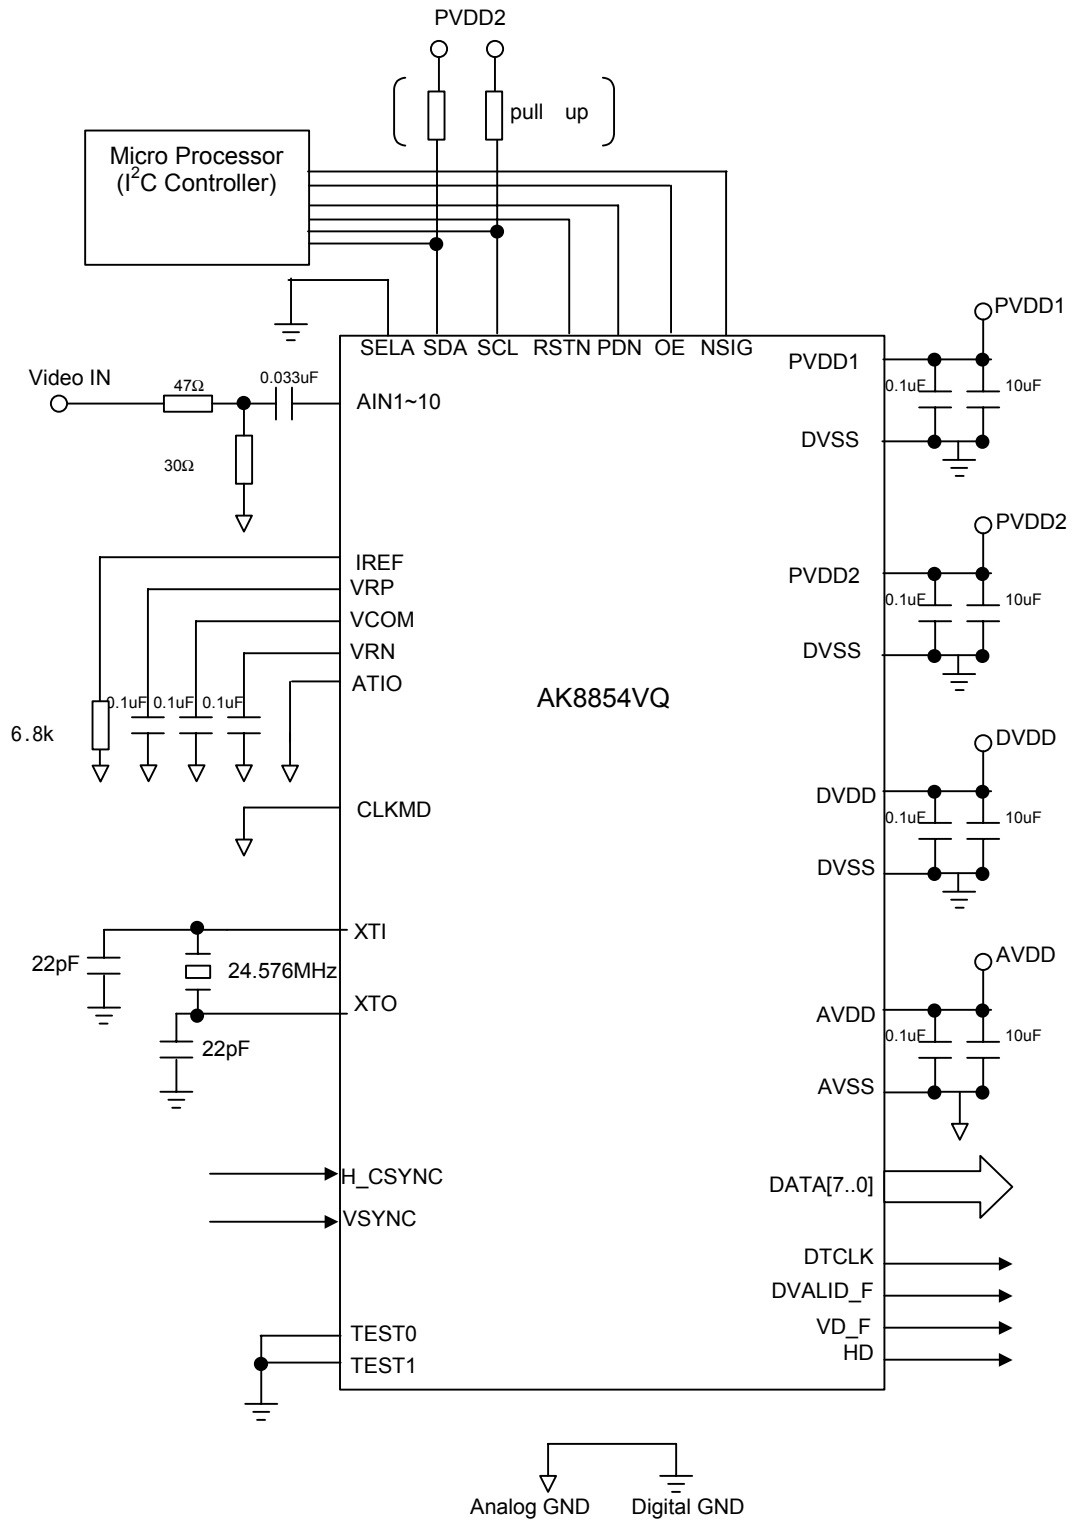 PVDD2
pull up
Micro Processor
(I²C Controller)
SELA SDA SCL RSTN PDN OE NSIG
PVDD1
PVDD1
0.1uF
10uF
DVSS
Video IN
47Ω
0.033uF
AIN1~10
30Ω
PVDD2
PVDD2
0.1uF
10uF
DVSS
IREF
VRP
VCOM
VRN
ATIO
0.1uF 0.1uF 0.1uF
6.8k
AK8854VQ
DVDD
DVDD
0.1uF
10uF
DVSS
CLKMD
XTI
22pF
24.576MHz
XTO
22pF
AVDD
AVDD
0.1uF
10uF
AVSS
H_CSYNC
VSYNC
DATA[7..0]
DTCLK
DVALID_F
VD_F
HD
TEST0
TEST1
Analog GND Digital GND